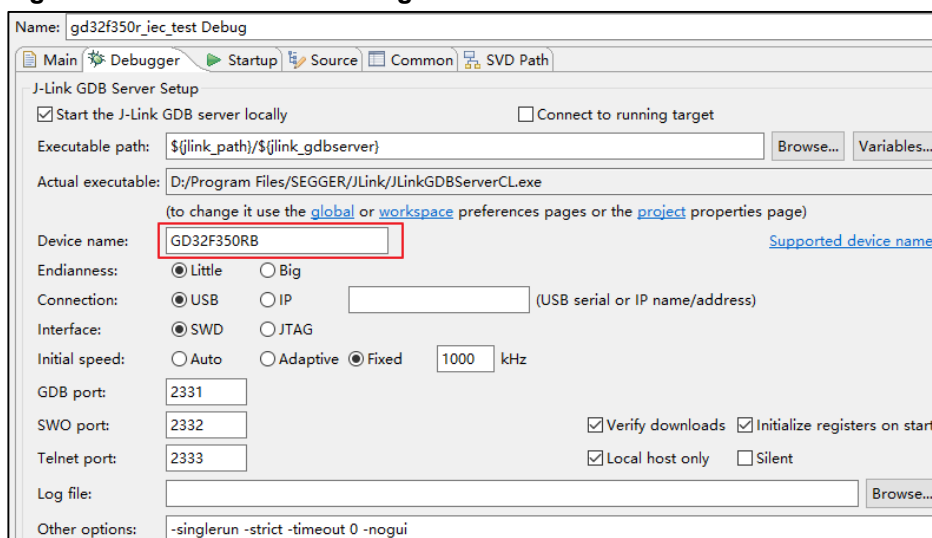 Name: gd32f350r_iec_test Debug
Main Debugger Startup Source Common SVD Path
J-Link GDB Server Setup
Start the J-Link GDB server locally Connect to running target
Executable path: ${jlink_path}/${jlink_gdbserver} Browse... Variables...
Actual executable: D:/Program Files/SEGGER/JLink/JLinkGDBServerCL.exe
(to change it use the global or workspace preferences pages or the project properties page)
Device name: GD32F350RB Supported device name
Endianness: Little Big
Connection: USB IP (USB serial or IP name/address)
Interface: SWD JTAG
Initial speed: Auto Adaptive Fixed 1000 kHz
GDB port: 2331
SWO port: 2332 Verify downloads Initialize registers on start
Telnet port: 2333 Local host only Silent
Log file: Browse...
Other options: -singlerun -strict -timeout 0 -nogui